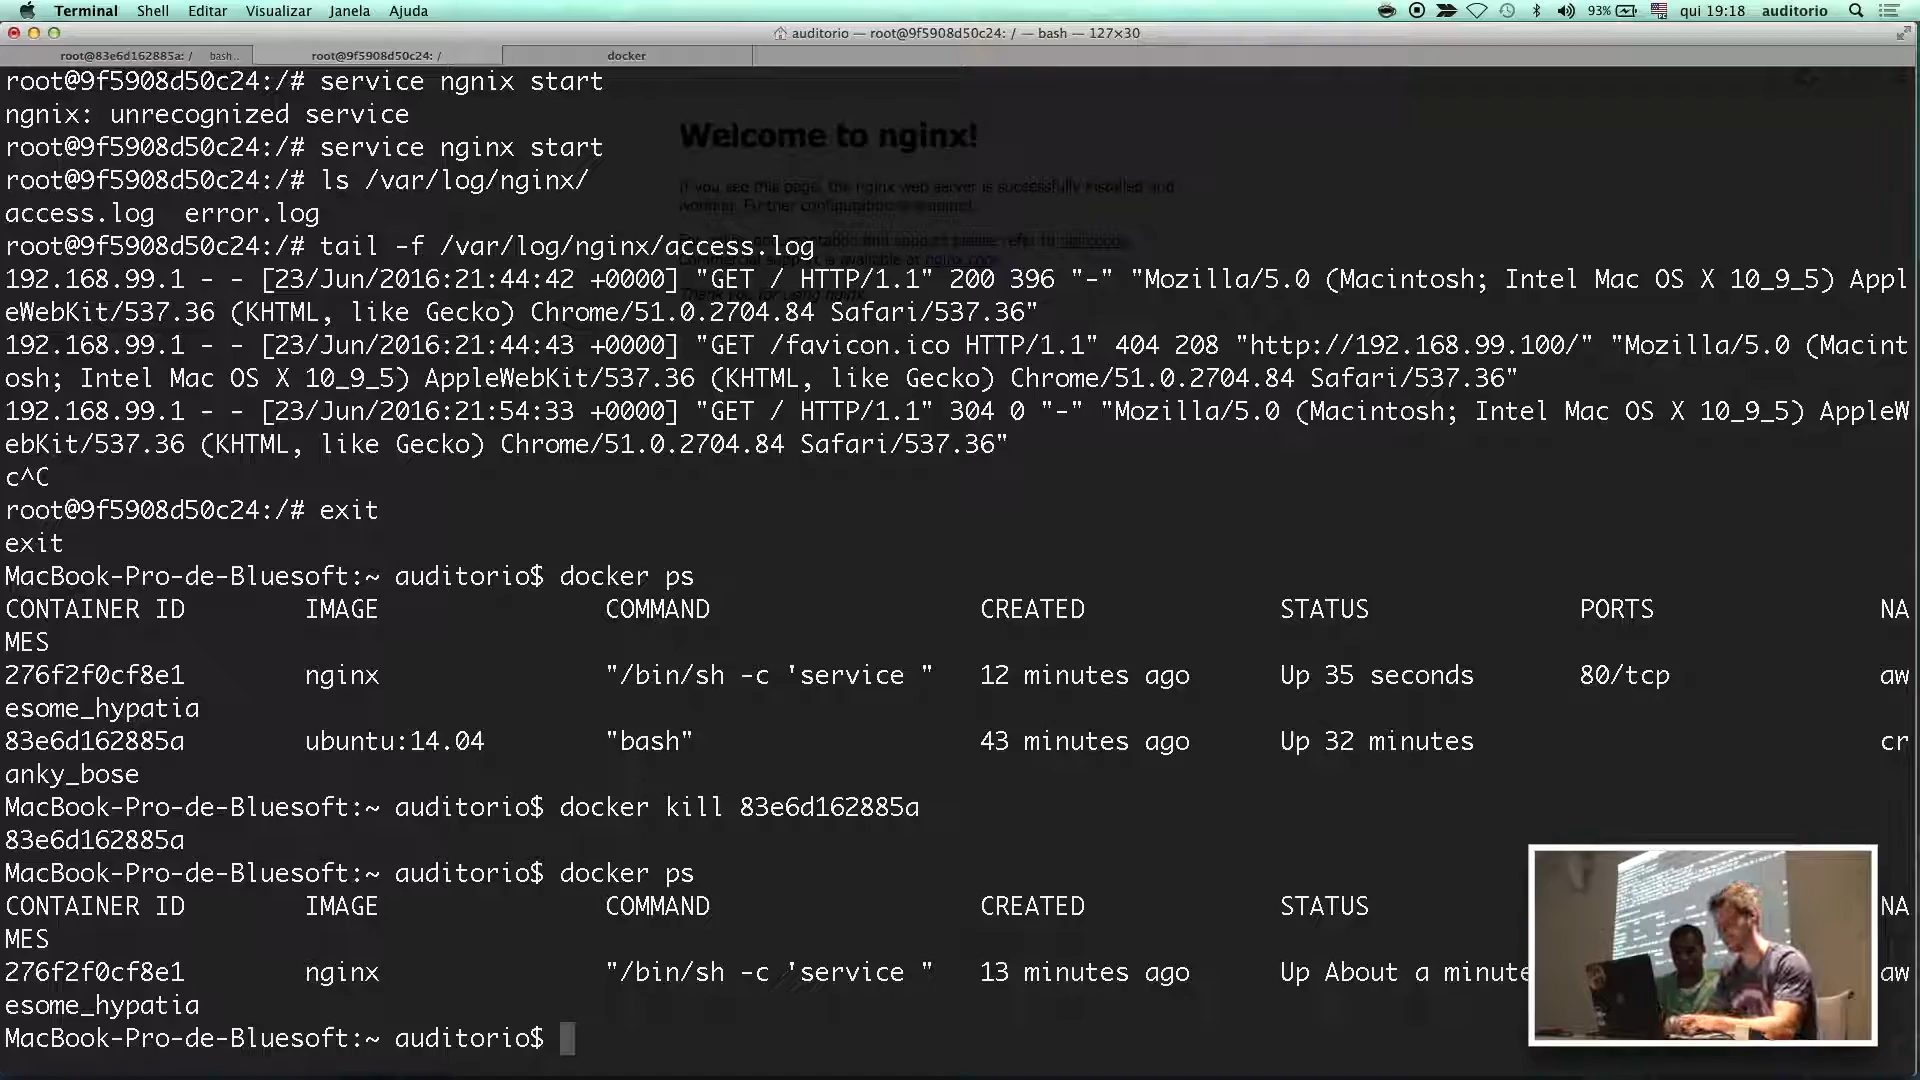 Terminal Shell Editar Visualizar Janela Ajuda 93% qui 19:18 auditorio
auditorio — root@9f5908d50c24: / — bash — 127×30
root@83e6d162885a: / bash… root@9f5908d50c24: / docker
root@9f5908d50c24:/# service ngnix start
ngnix: unrecognized service
root@9f5908d50c24:/# service nginx start
root@9f5908d50c24:/# ls /var/log/nginx/
access.log  error.log
root@9f5908d50c24:/# tail -f /var/log/nginx/access.log
192.168.99.1 - - [23/Jun/2016:21:44:42 +0000] "GET / HTTP/1.1" 200 396 "-" "Mozilla/5.0 (Macintosh; Intel Mac OS X 10_9_5) Appl
eWebKit/537.36 (KHTML, like Gecko) Chrome/51.0.2704.84 Safari/537.36"
192.168.99.1 - - [23/Jun/2016:21:44:43 +0000] "GET /favicon.ico HTTP/1.1" 404 208 "http://192.168.99.100/" "Mozilla/5.0 (Macint
osh; Intel Mac OS X 10_9_5) AppleWebKit/537.36 (KHTML, like Gecko) Chrome/51.0.2704.84 Safari/537.36"
192.168.99.1 - - [23/Jun/2016:21:54:33 +0000] "GET / HTTP/1.1" 304 0 "-" "Mozilla/5.0 (Macintosh; Intel Mac OS X 10_9_5) AppleW
ebKit/537.36 (KHTML, like Gecko) Chrome/51.0.2704.84 Safari/537.36"
c^C
root@9f5908d50c24:/# exit
exit
MacBook-Pro-de-Bluesoft:~ auditorio$ docker ps
CONTAINER ID IMAGE COMMAND CREATED STATUS PORTS NA
MES
276f2f0cf8e1 nginx "/bin/sh -c 'service " 12 minutes ago Up 35 seconds 80/tcp aw
esome_hypatia
83e6d162885a ubuntu:14.04 "bash" 43 minutes ago Up 32 minutes cr
anky_bose
MacBook-Pro-de-Bluesoft:~ auditorio$ docker kill 83e6d162885a
83e6d162885a
MacBook-Pro-de-Bluesoft:~ auditorio$ docker ps
CONTAINER ID IMAGE COMMAND CREATED STATUS NA
MES
276f2f0cf8e1 nginx "/bin/sh -c 'service " 13 minutes ago Up About a minute aw
esome_hypatia
MacBook-Pro-de-Bluesoft:~ auditorio$
Welcome to nginx!
If you see this page, the nginx web server is successfully installed and